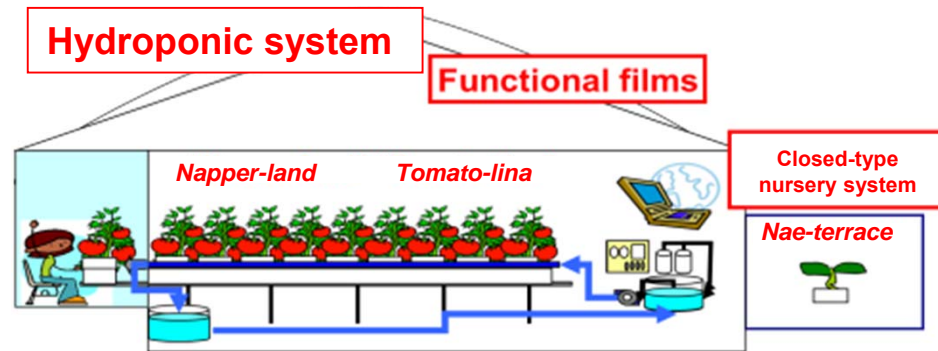 Hydroponic system
Functional films
Napper-land
Tomato-lina
Closed-type
nursery system
Nae-terrace